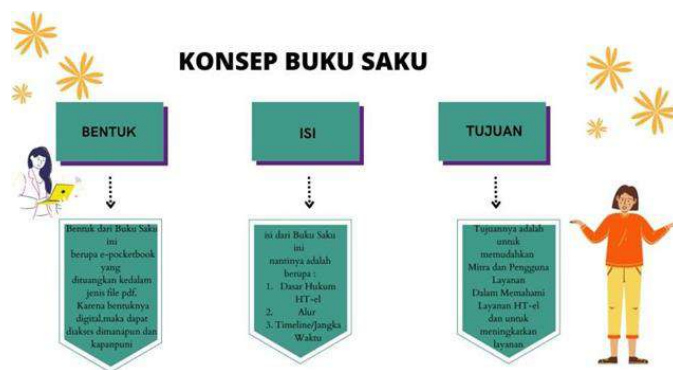 KONSEP BUKU SAKU
BENTUK
Bentuk dari Buku Saku
ini
berupa e-pocketbook
yang
dituangkan kedalam
jenis file pdf.
Karena bentuknya
digital,maka dapat
diakses dimanapun dan
kapanpuni
ISI
isi dari Buku Saku
ini
nantinya adalah
berupa :
1. Dasar Hukum
HT-el
2. Alur
3. Timeline/Jangka
Waktu
TUJUAN
Tujuannya adalah
untuk
memudahkan
Mitra dan Pengguna
Layanan
Dalam Memahami
Layanan HT-el
dan untuk
meningkatkan
layanan